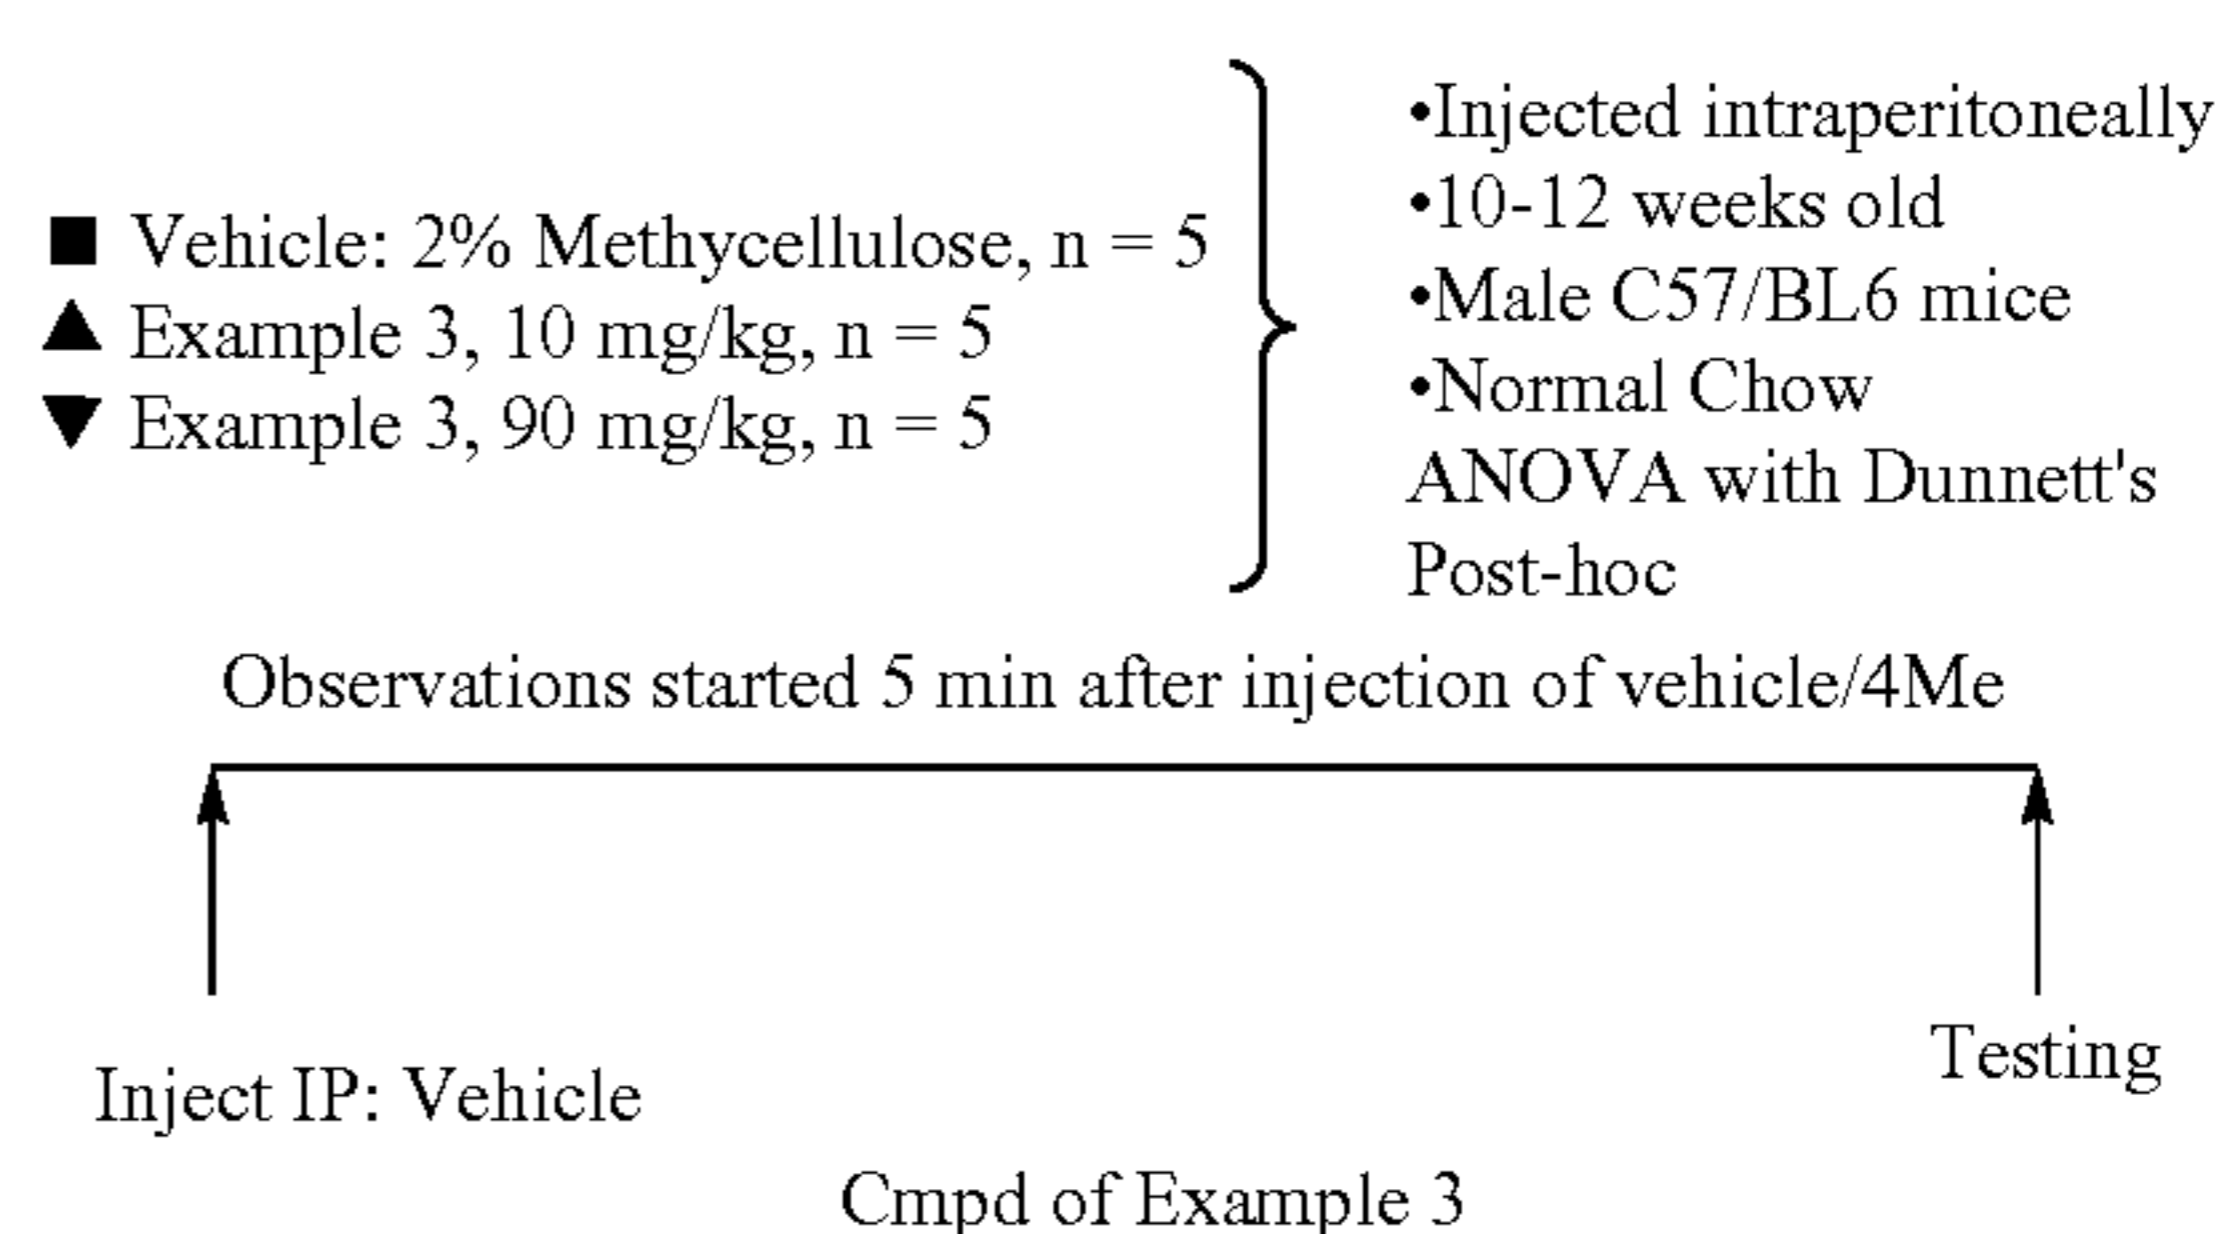 ■ Vehicle: 2% Methycellulose, n = 5
▲ Example 3, 10 mg/kg, n = 5
▼ Example 3, 90 mg/kg, n = 5
•Injected intraperitoneally
•10-12 weeks old
•Male C57/BL6 mice
•Normal Chow
ANOVA with Dunnett's
Post-hoc
Observations started 5 min after injection of vehicle/4Me
Inject IP: Vehicle
Testing
Cmpd of Example 3